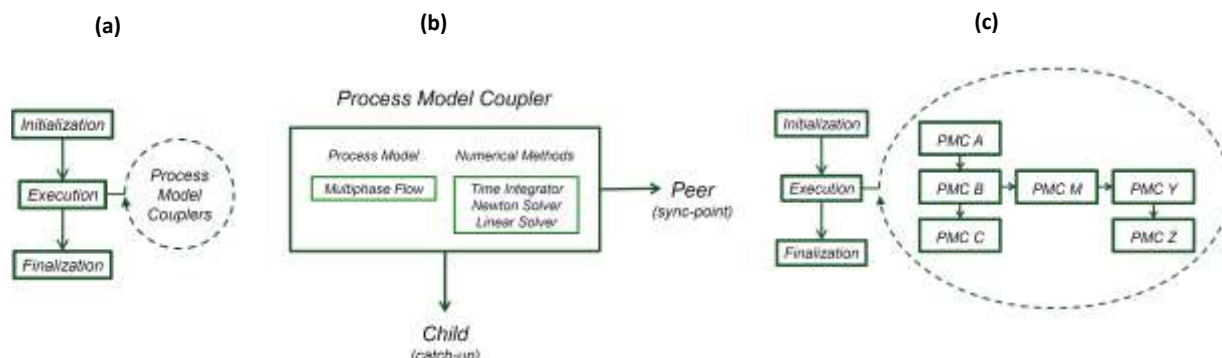 (a)
Initialization
Execution
Finalization
Process
Model
Couplers
(b)
Process Model Coupler
Process Model
Numerical Methods
Multiphase Flow
Time Integrator
Newton Solver
Linear Solver
Peer
(sync-point)
Child
(catch-up)
(c)
Initialization
Execution
Finalization
PMC A
PMC B
PMC M
PMC Y
PMC C
PMC Z